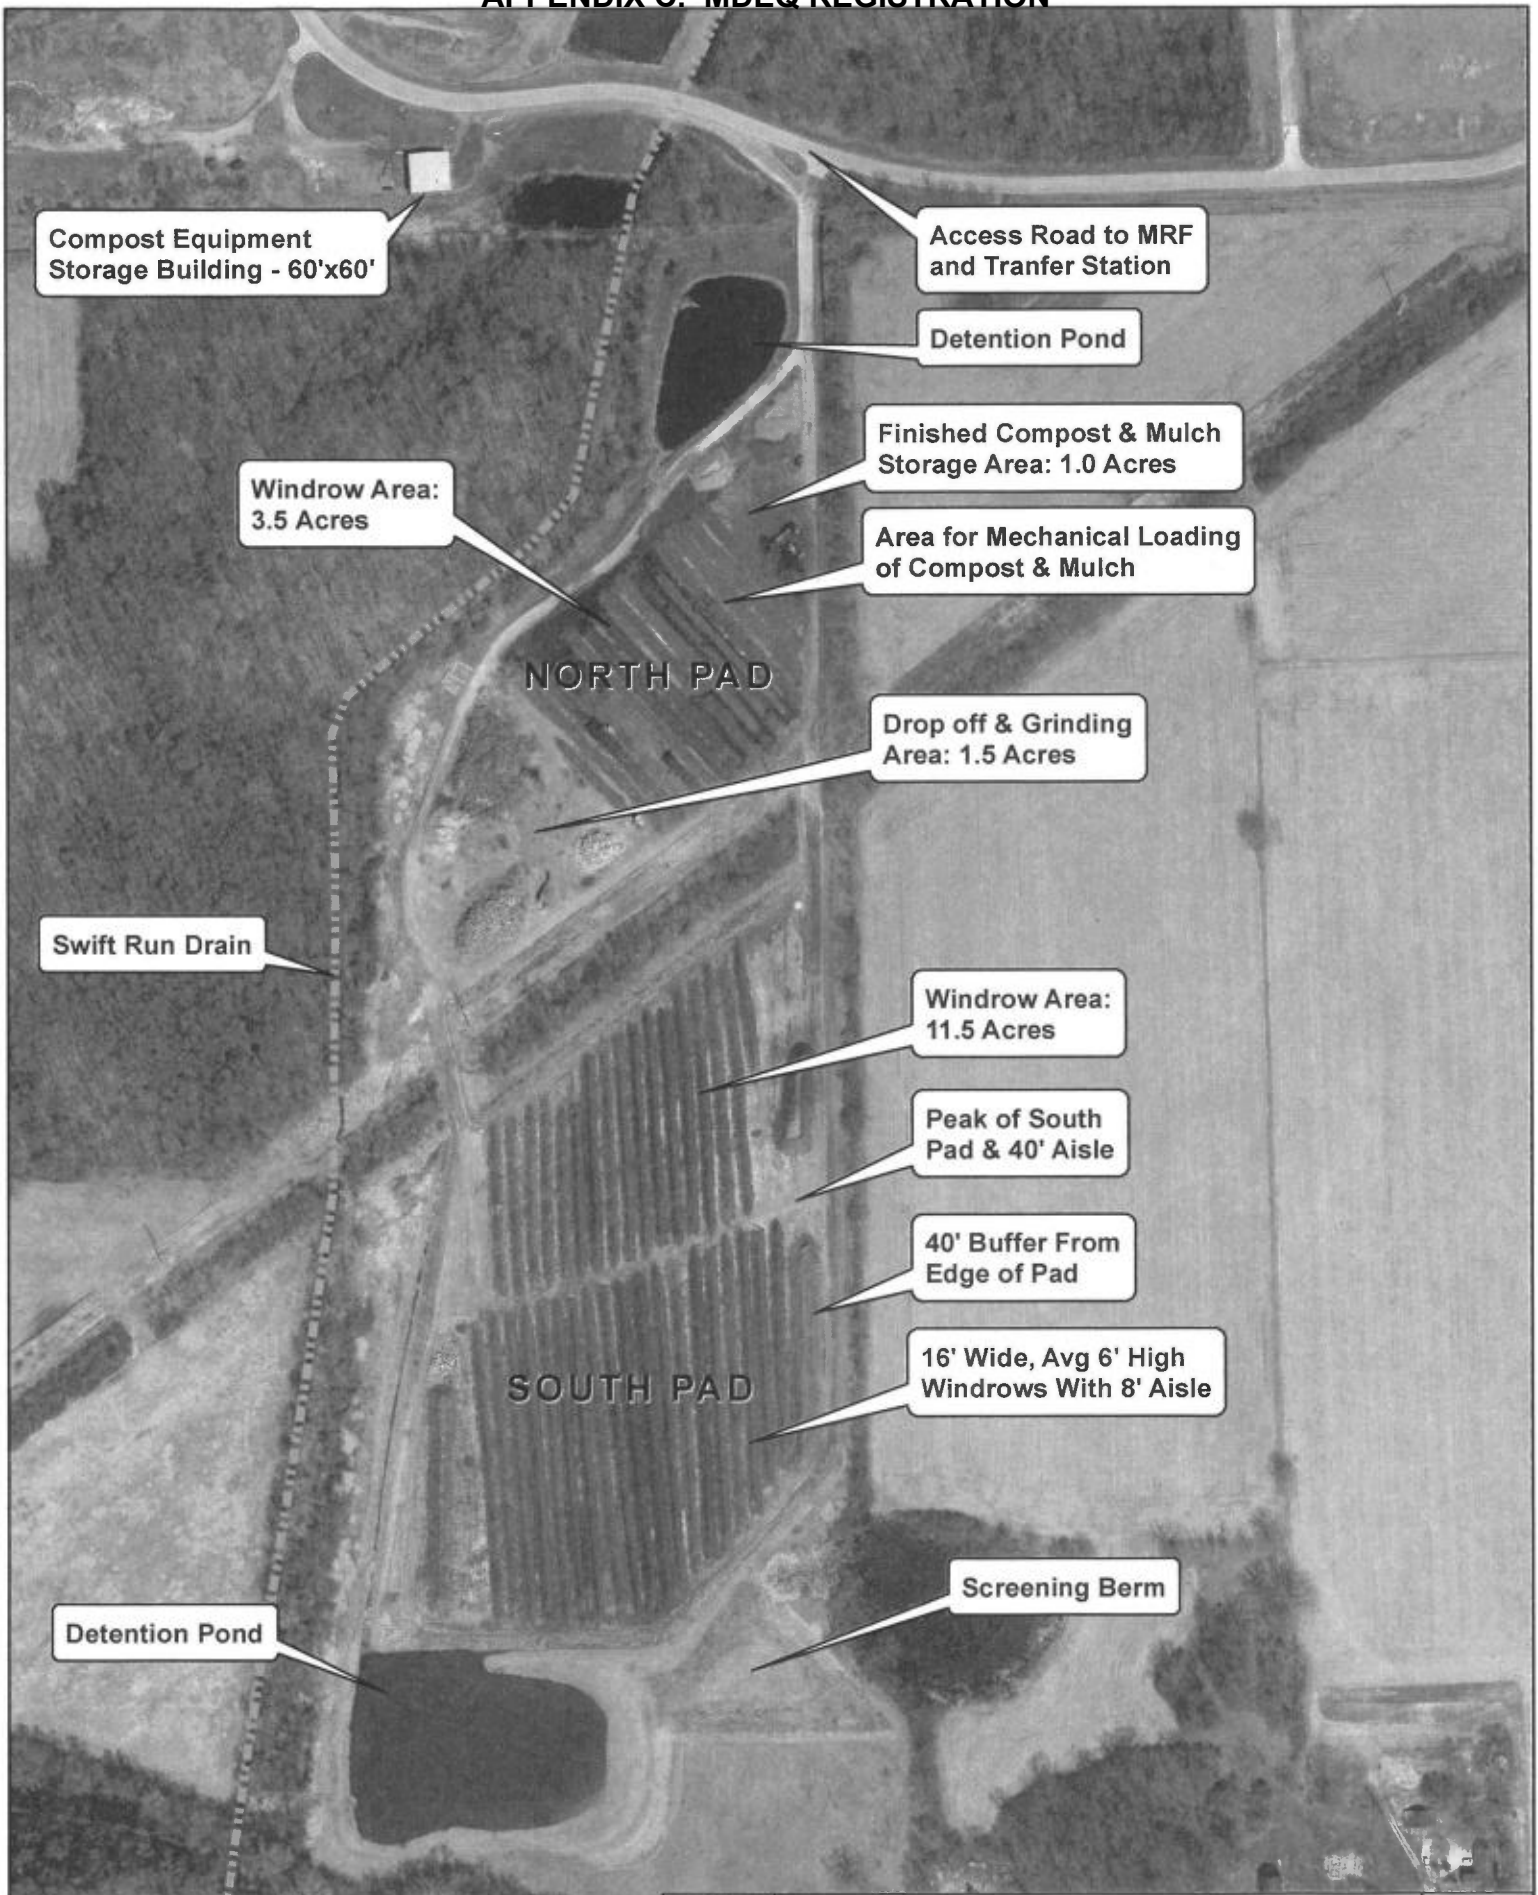 APPENDIX C: MDEQ REGISTRATION
Compost Equipment
Storage Building - 60'x60'
Access Road to MRF
and Tranfer Station
Detention Pond
Finished Compost & Mulch
Storage Area: 1.0 Acres
Windrow Area:
3.5 Acres
Area for Mechanical Loading
of Compost & Mulch
NORTH PAD
Drop off & Grinding
Area: 1.5 Acres
Swift Run Drain
Windrow Area:
11.5 Acres
Peak of South
Pad & 40' Aisle
40' Buffer From
Edge of Pad
16' Wide, Avg 6' High
Windrows With 8' Aisle
SOUTH PAD
Screening Berm
Detention Pond